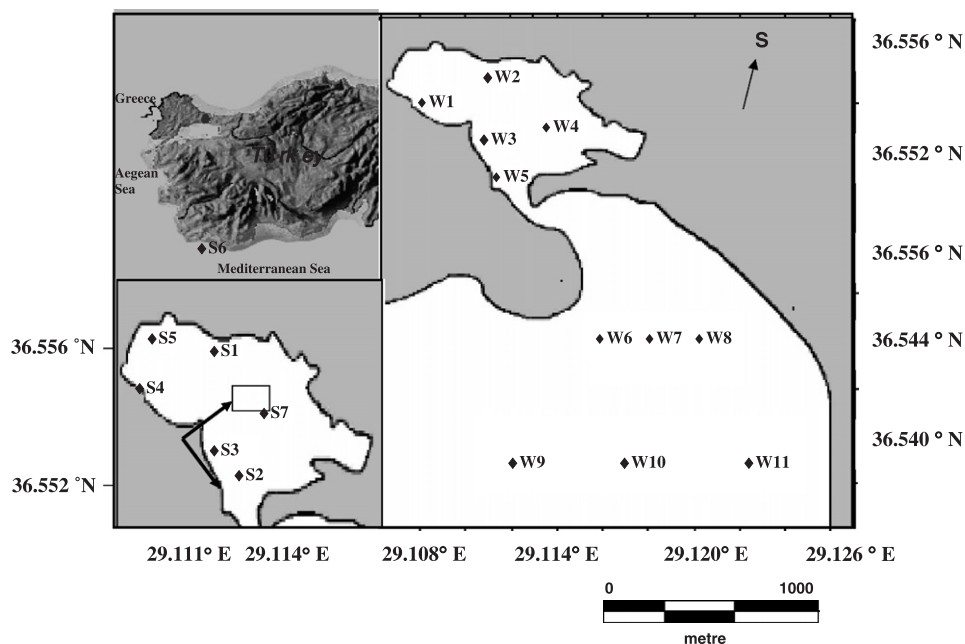 S
36.556 ° N
W2
Greece
W1
W4
W3
36.552 ° N
Turkey
Aegean
Sea
W5
S6
36.556 ° N
Mediterranean Sea
S5
S1
W6
W7
W8
36.544 ° N
36.556 °N
S4
S7
S3
36.540 ° N
W9
W10
W11
S2
36.552 °N
29.111° E
29.114° E
29.108° E
29.114 ° E
29.120° E
29.126 ° E
0
1000
metre